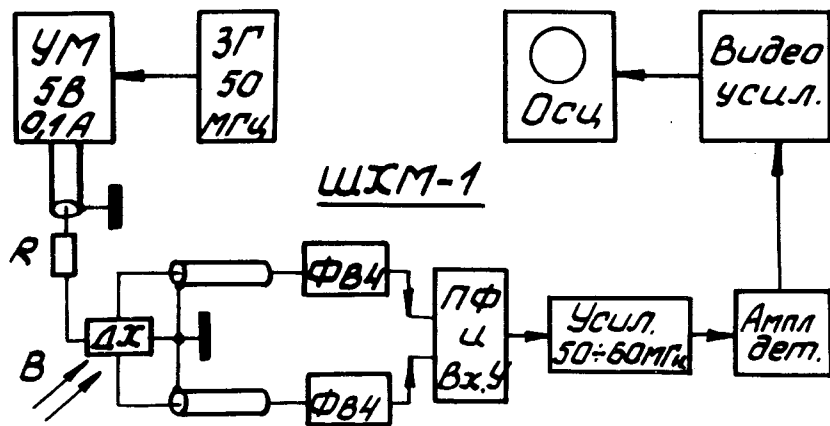 УМ
5В
0,1А
ЗГ
50
МГц
Осц
Видео
усил.
ШХМ-1
R
ДХ
В
ФВЧ
ФВЧ
ПФ
и
Вх.У
Усил.
50÷60МГц
Ампл
дет.